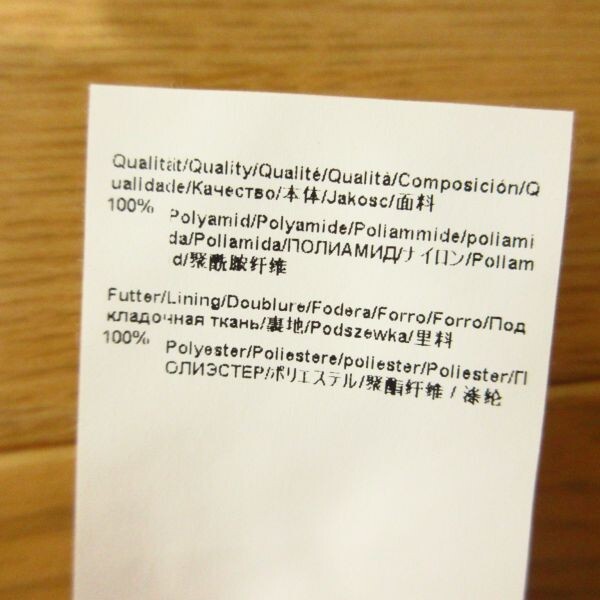 Qualität/Quality/Qualité/Qualità/Composición/Q
ualidade/Качество/本体/Jakosc/面料
100%
Polyamid/Polyamide/Poliammide/poliami
da/Poliamida/ПОЛИАМИД/ナイロン/Poliam
d/聚酰胺纤维
Futter/Lining/Doublure/Fodera/Forro/Forro/Под
кладочная ткань/裏地/Podszewka/里料
100%
Polyester/Poliestere/poliester/Poliester/П
ОЛИЭСТЕР/ポリエステル/聚酯纤维 / 涤纶